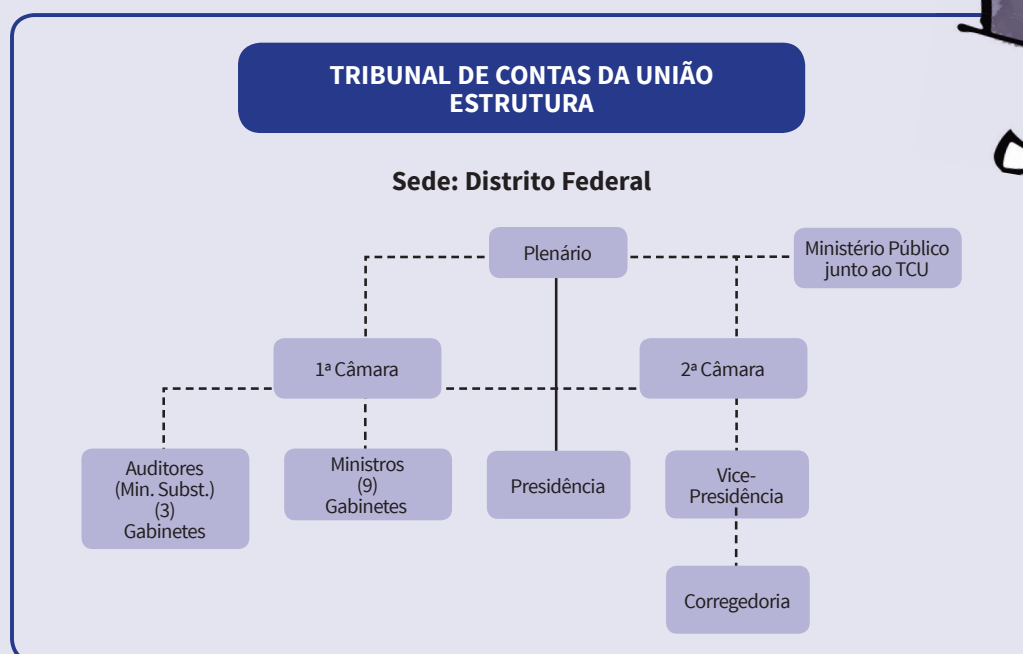 TRIBUNAL DE CONTAS DA UNIÃO
ESTRUTURA
Sede: Distrito Federal
Plenário
Ministério Público
junto ao TCU
1ª Câmara
2ª Câmara
Auditores
(Min. Subst.)
(3)
Gabinetes
Ministros
(9)
Gabinetes
Presidência
Vice-
Presidência
Corregedoria